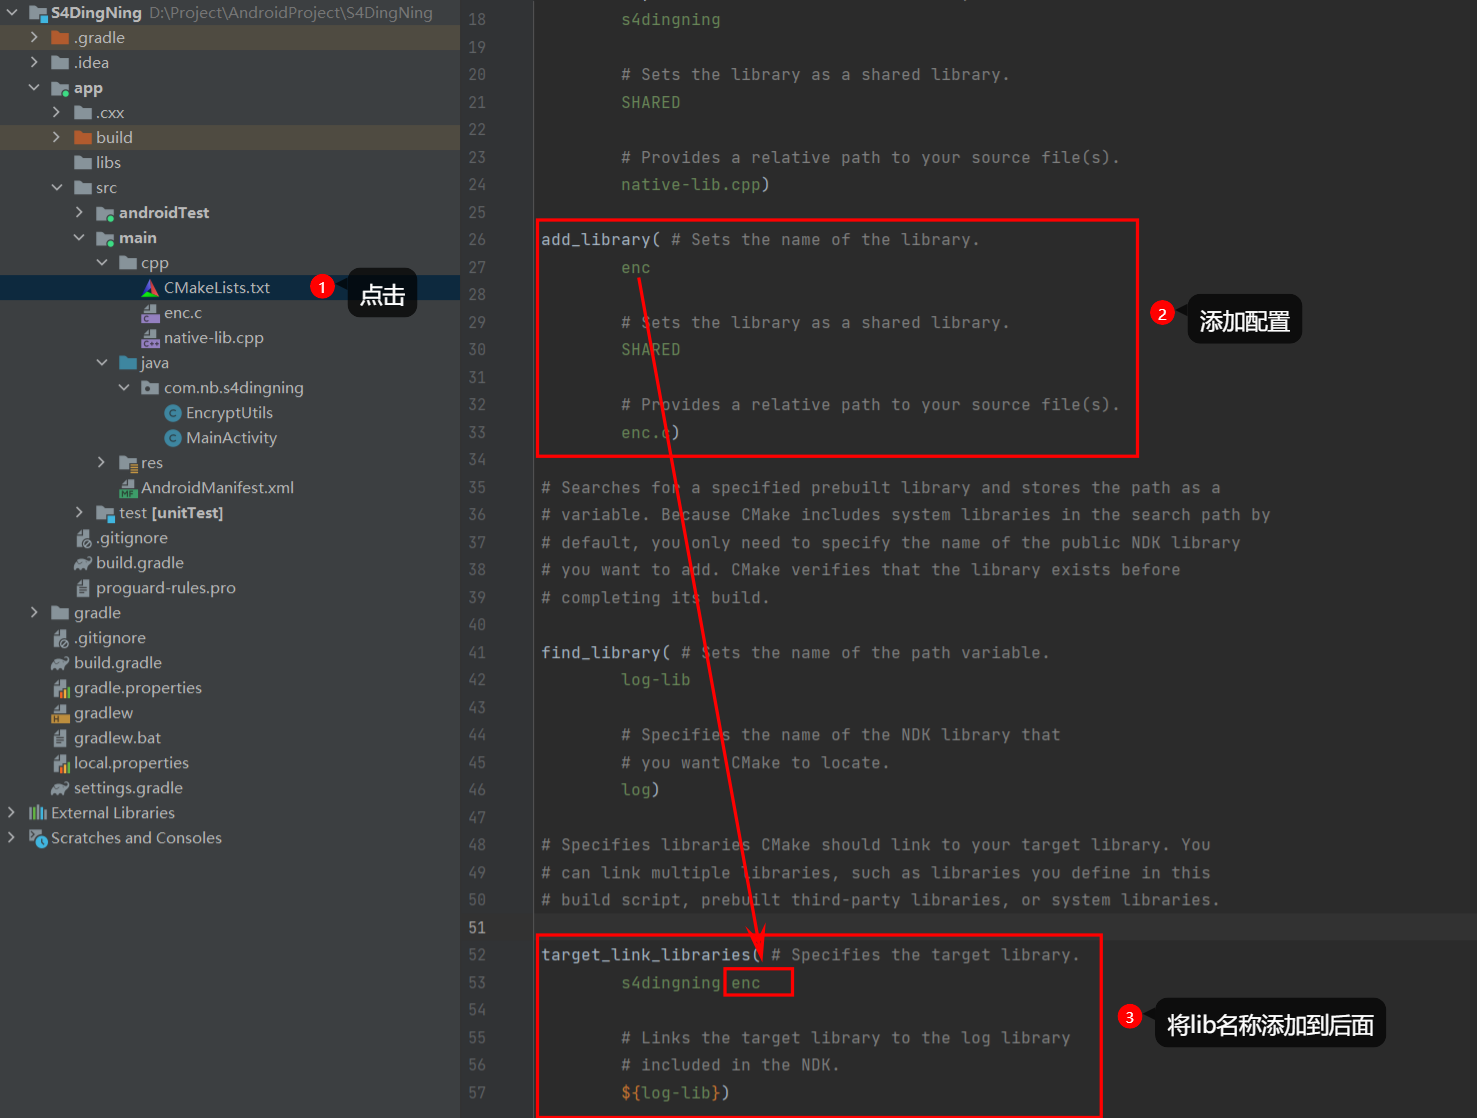 S4DingNing D:\Project\AndroidProject\S4DingNing
.gradle
.idea
app
.cxx
build
libs
src
androidTest
main
cpp
CMakeLists.txt
1
点击
enc.c
native-lib.cpp
java
com.nb.s4dingning
EncryptUtils
MainActivity
res
AndroidManifest.xml
test [unitTest]
.gitignore
build.gradle
proguard-rules.pro
gradle
.gitignore
build.gradle
gradle.properties
gradlew
gradlew.bat
local.properties
settings.gradle
External Libraries
Scratches and Consoles
18 s4dingning
19
20 # Sets the library as a shared library.
21 SHARED
22
23 # Provides a relative path to your source file(s).
24 native-lib.cpp)
25
26 add_library( # Sets the name of the library.
27 enc
28
29 # Sets the library as a shared library.
30 SHARED
31
32 # Provides a relative path to your source file(s).
33 enc.c)
34
2
添加配置
35 # Searches for a specified prebuilt library and stores the path as a
36 # variable. Because CMake includes system libraries in the search path by
37 # default, you only need to specify the name of the public NDK library
38 # you want to add. CMake verifies that the library exists before
39 # completing its build.
40
41 find_library( # Sets the name of the path variable.
42 log-lib
43
44 # Specifies the name of the NDK library that
45 # you want CMake to locate.
46 log)
47
48 # Specifies libraries CMake should link to your target library. You
49 # can link multiple libraries, such as libraries you define in this
50 # build script, prebuilt third-party libraries, or system libraries.
51
52 target_link_libraries( # Specifies the target library.
53 s4dingning enc
54
55 # Links the target library to the log library
56 # included in the NDK.
57 ${log-lib})
3
将lib名称添加到后面